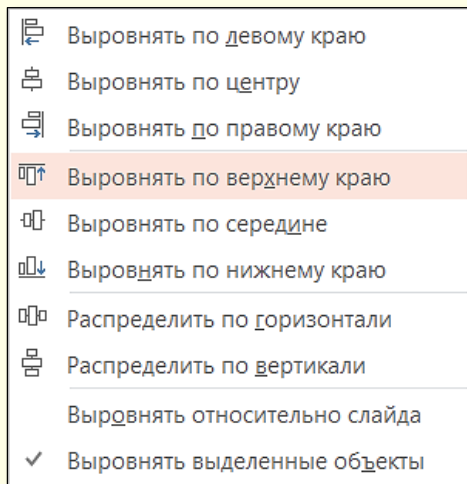 Выровнять по левому краю
Выровнять по центру
Выровнять по правому краю
Выровнять по верхнему краю
Выровнять по середине
Выровнять по нижнему краю
Распределить по горизонтали
Распределить по вертикали
Выровнять относительно слайда
Выровнять выделенные объекты